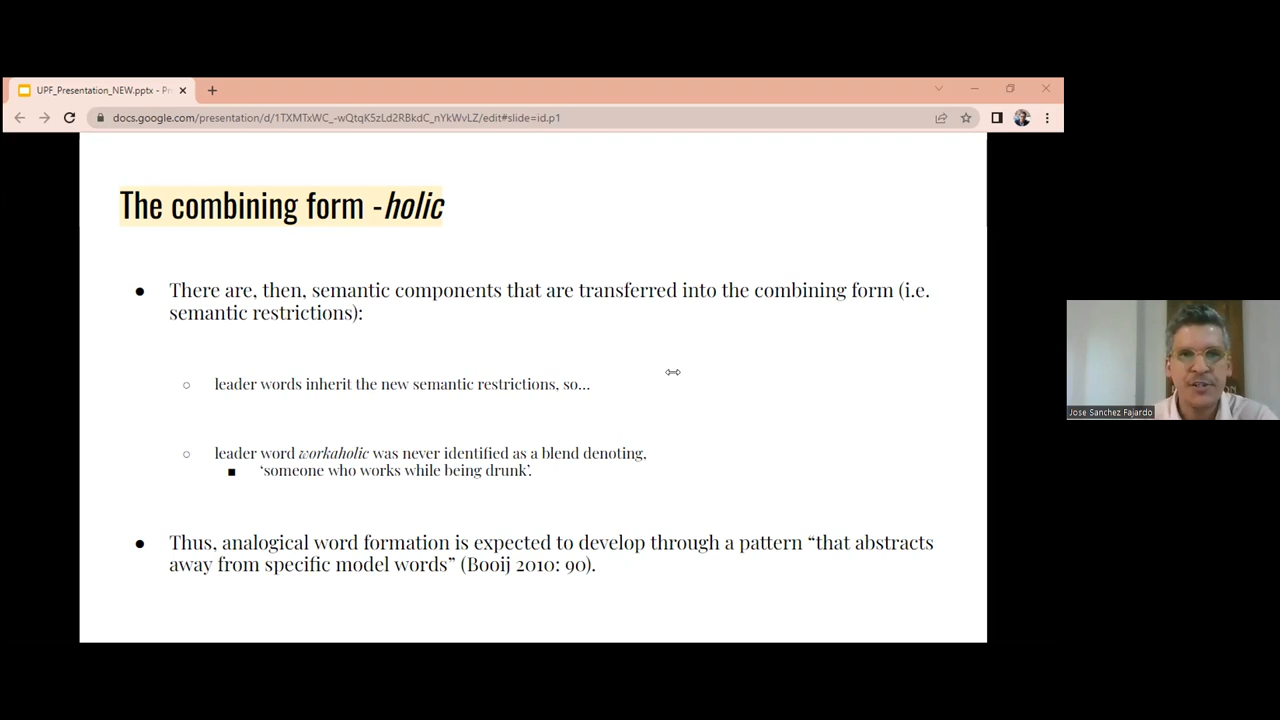 UPF_Presentation_NEW.pptx - Pr
docs.google.com/presentation/d/1TXMTxWC_-wQtqK5zLd2RBkdC_nYkWvLZ/edit#slide=id.p1
The combining form -holic
● There are, then, semantic components that are transferred into the combining form (i.e.
semantic restrictions):
○ leader words inherit the new semantic restrictions, so...
○ leader word workaholic was never identified as a blend denoting,
■ ‘someone who works while being drunk’.
● Thus, analogical word formation is expected to develop through a pattern “that abstracts
away from specific model words” (Booij 2010: 90).
Jose Sanchez Fajardo